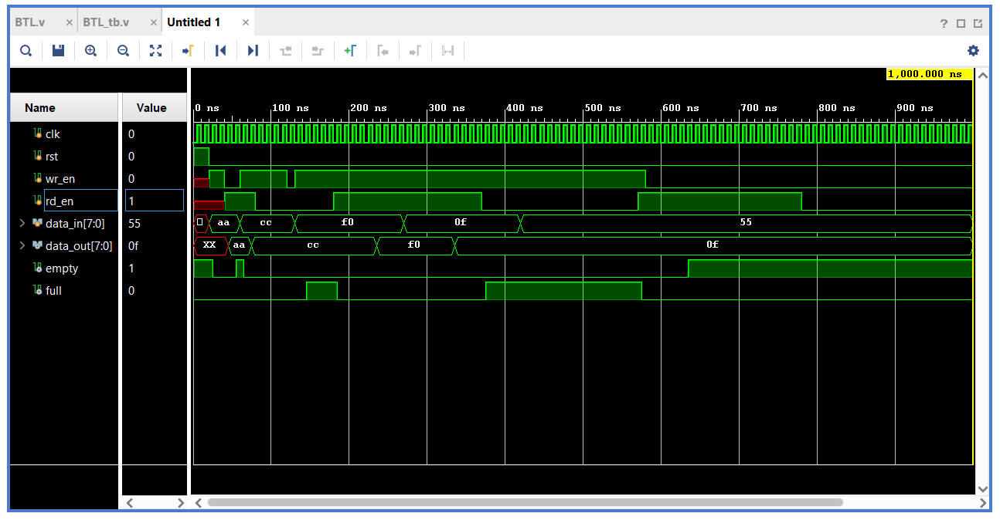 BTL.v × BTL_tb.v × Untitled 1 × ?
1,000.000 ns
Name Value
0 ns 100 ns 200 ns 300 ns 400 ns 500 ns 600 ns 700 ns 800 ns 900 ns
clk 0
rst 0
wr_en 0
rd_en 1
data_in[7:0] 55 aa cc f0 0f 55
data_out[7:0] 0f XX aa cc f0 0f
empty 1
full 0